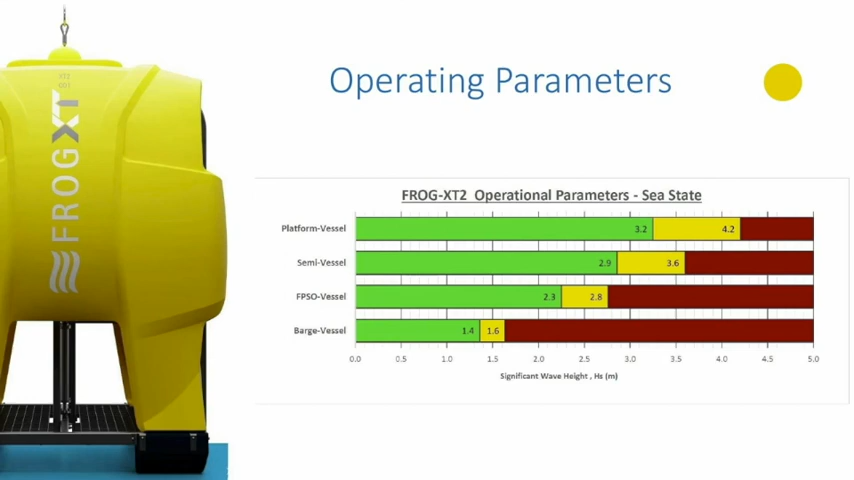 Operating Parameters
XT2
001
FROGXT
FROG-XT2 Operational Parameters - Sea State
Platform-Vessel 3.2 4.2
Semi-Vessel 2.9 3.6
FPSO-Vessel 2.3 2.8
Barge-Vessel 1.4 1.6
0.0 0.5 1.0 1.5 2.0 2.5 3.0 3.5 4.0 4.5 5.0
Significant Wave Height , Hs (m)